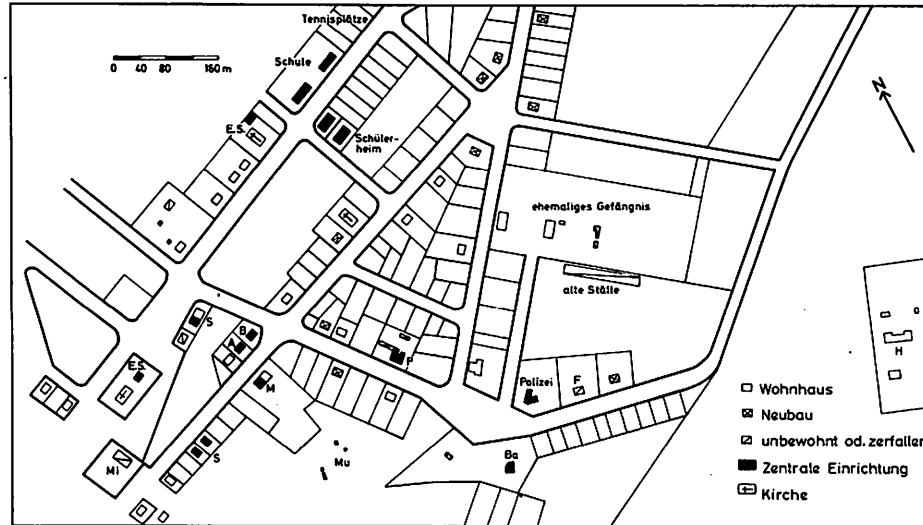 Tennisplätze
0 40 80 160 m
Schule
N
E.S.
Schüler-
heim
ehemaliges Gefängnis
alte Ställe
S
B
A
P
H
E.S.
M
Polizei
F
Wohnhaus
Neubau
unbewohnt od. zerfallen
Zentrale Einrichtung
Kirche
S
Mi
Mu
Ba